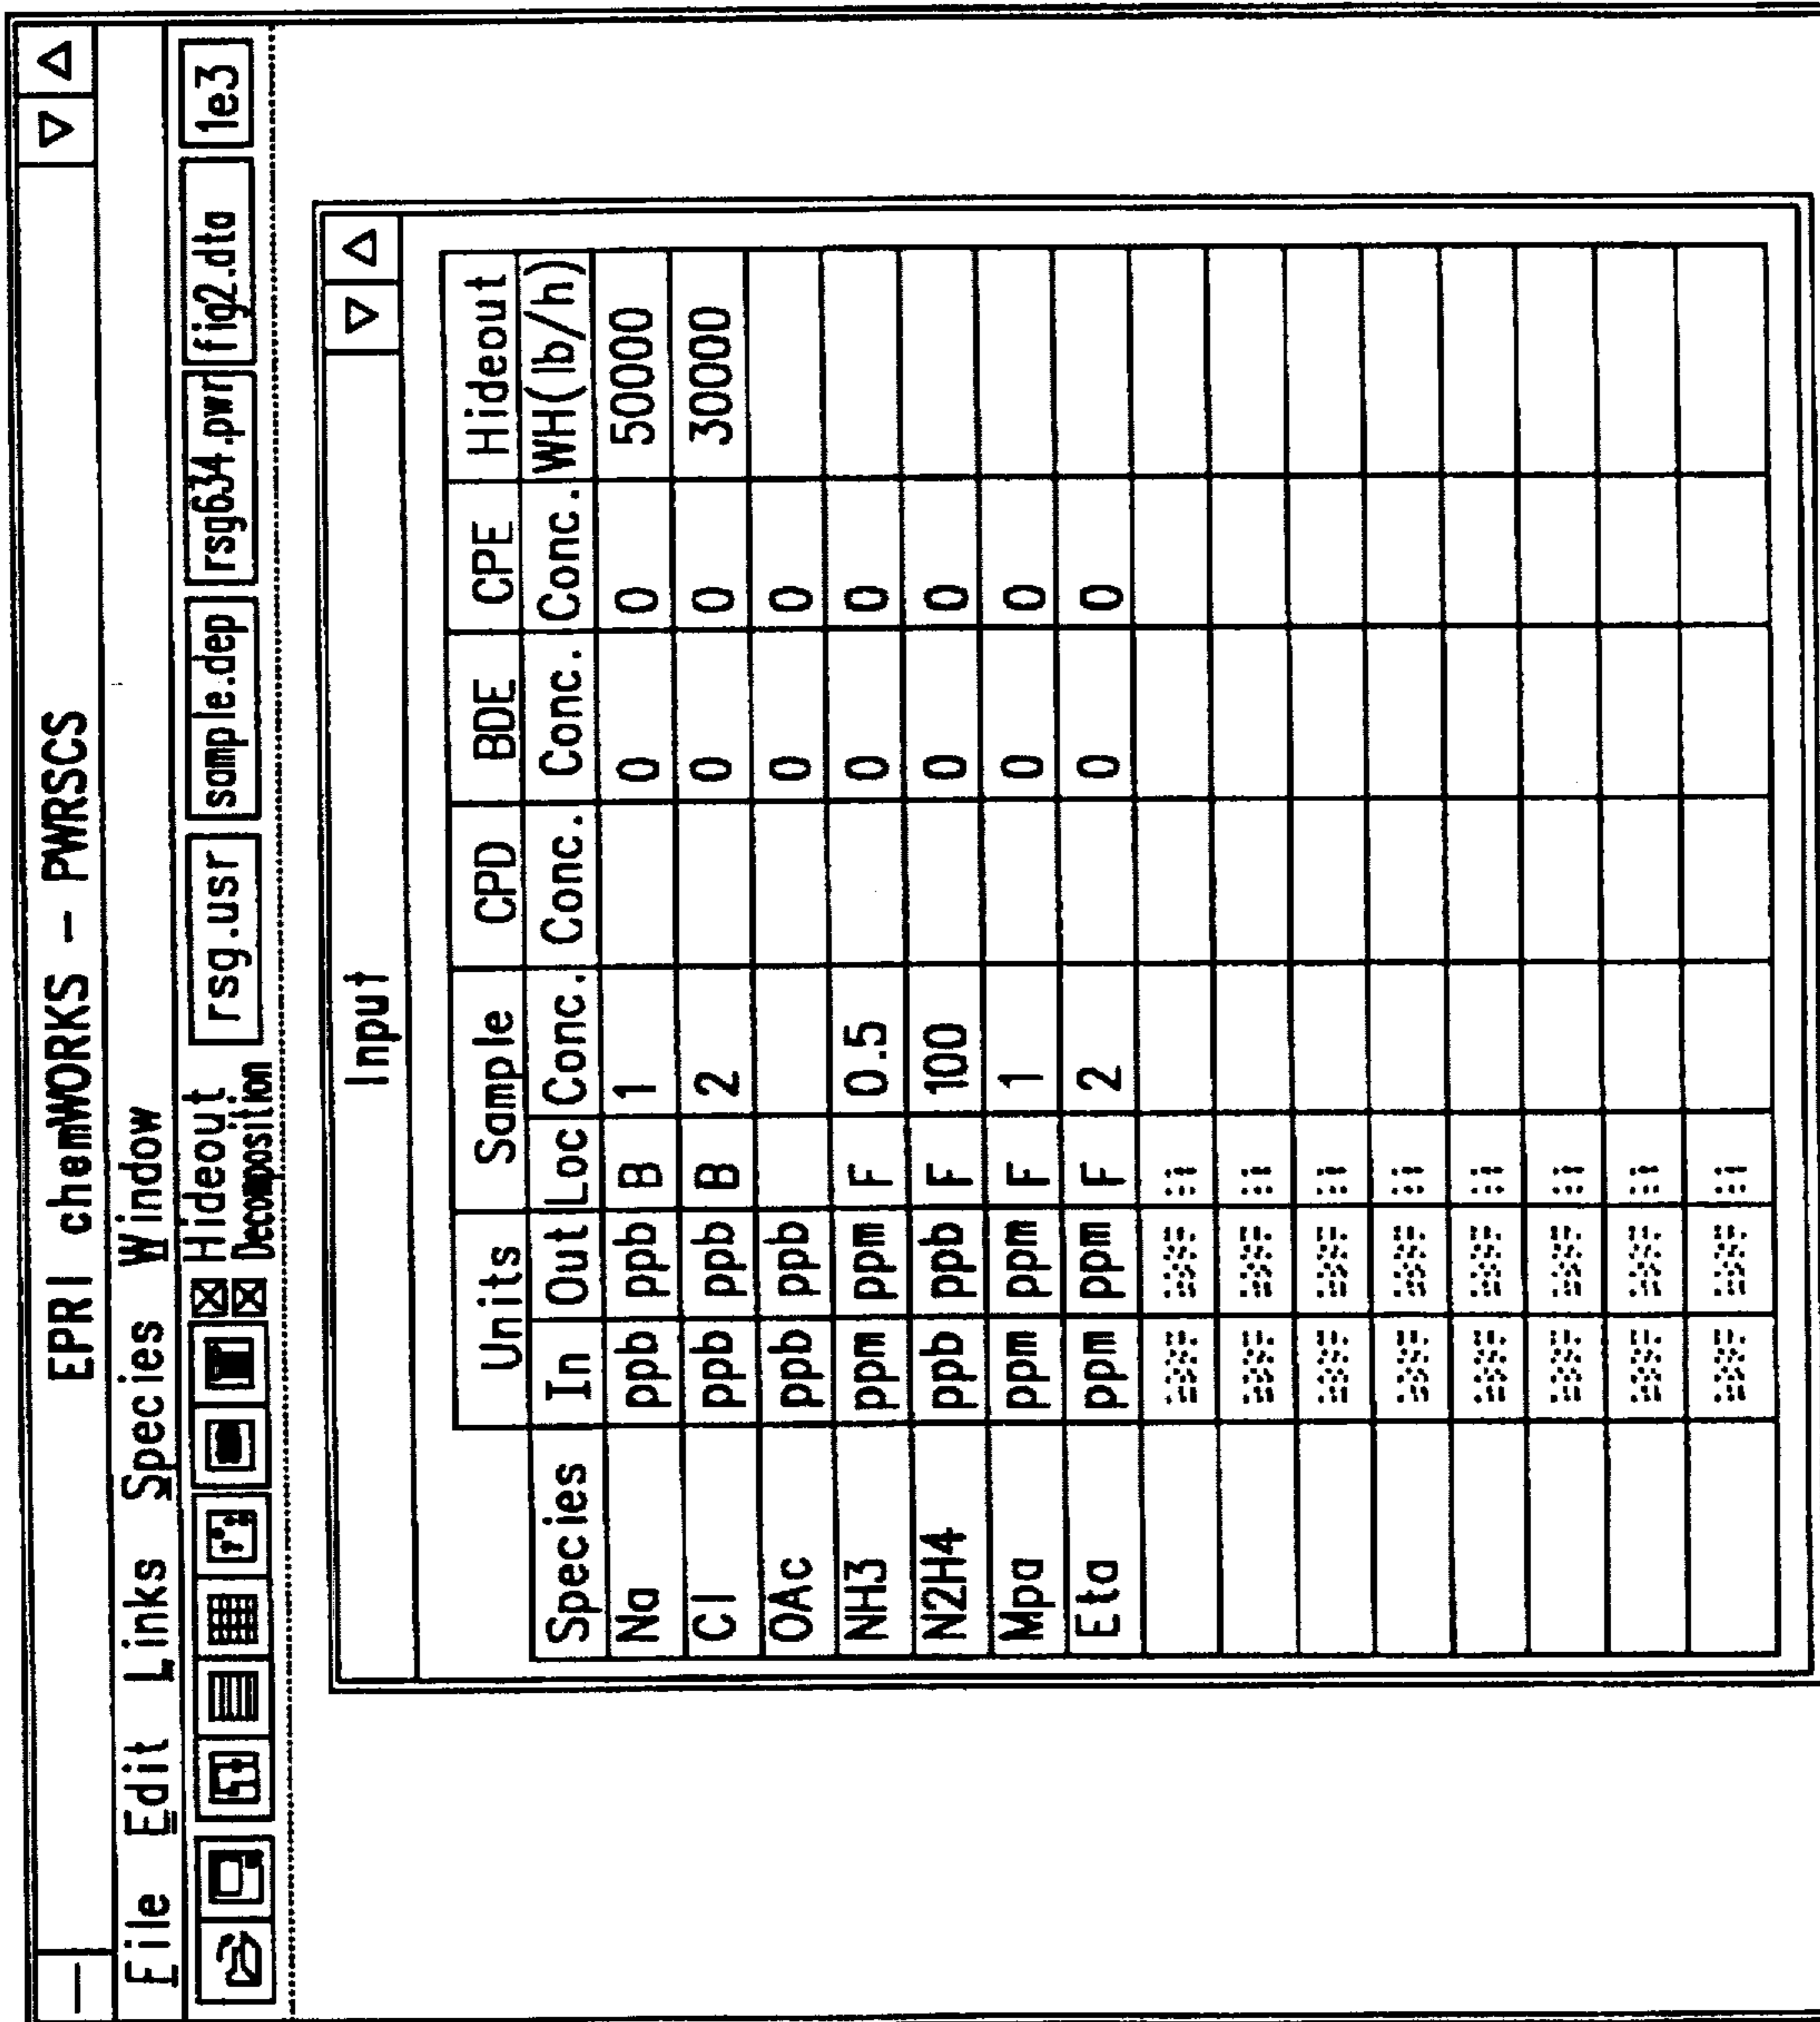 EPRI chemWORKS - PWRSCS
File Edit Links Species Window
Hideout
Decomposition
rsg.usr sample.dep rsg634.pwr fig2.dta 1e3
Input
Units Sample CPD BDE CPE Hideout
Species In Out Loc Conc. Conc. Conc. Conc. WH(lb/h)
Na ppb ppb B 1 0 0 50000
Cl ppb ppb B 2 0 0 30000
OAc ppb ppb 0 0
NH3 ppm ppm F 0.5 0 0
N2H4 ppb ppb F 100 0 0
Mpa ppm ppm F 1 0 0
Eta ppm ppm F 2 0 0